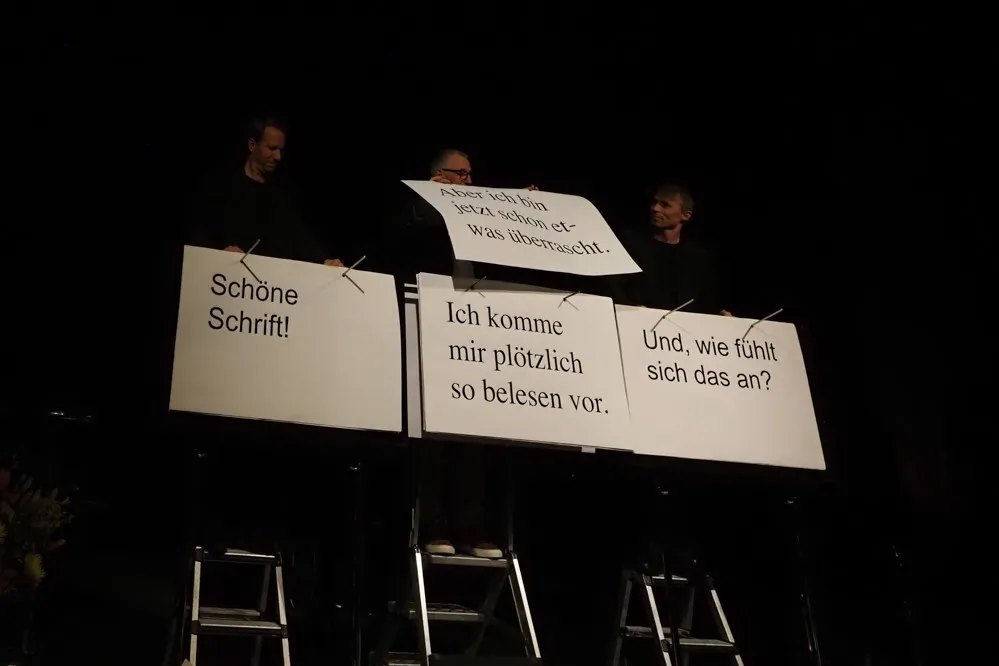 Aber ich bin
jetzt schon et-
was überrascht.
Schöne
Schrift!
Ich komme
mir plötzlich
so belesen vor.
Und, wie fühlt
sich das an?